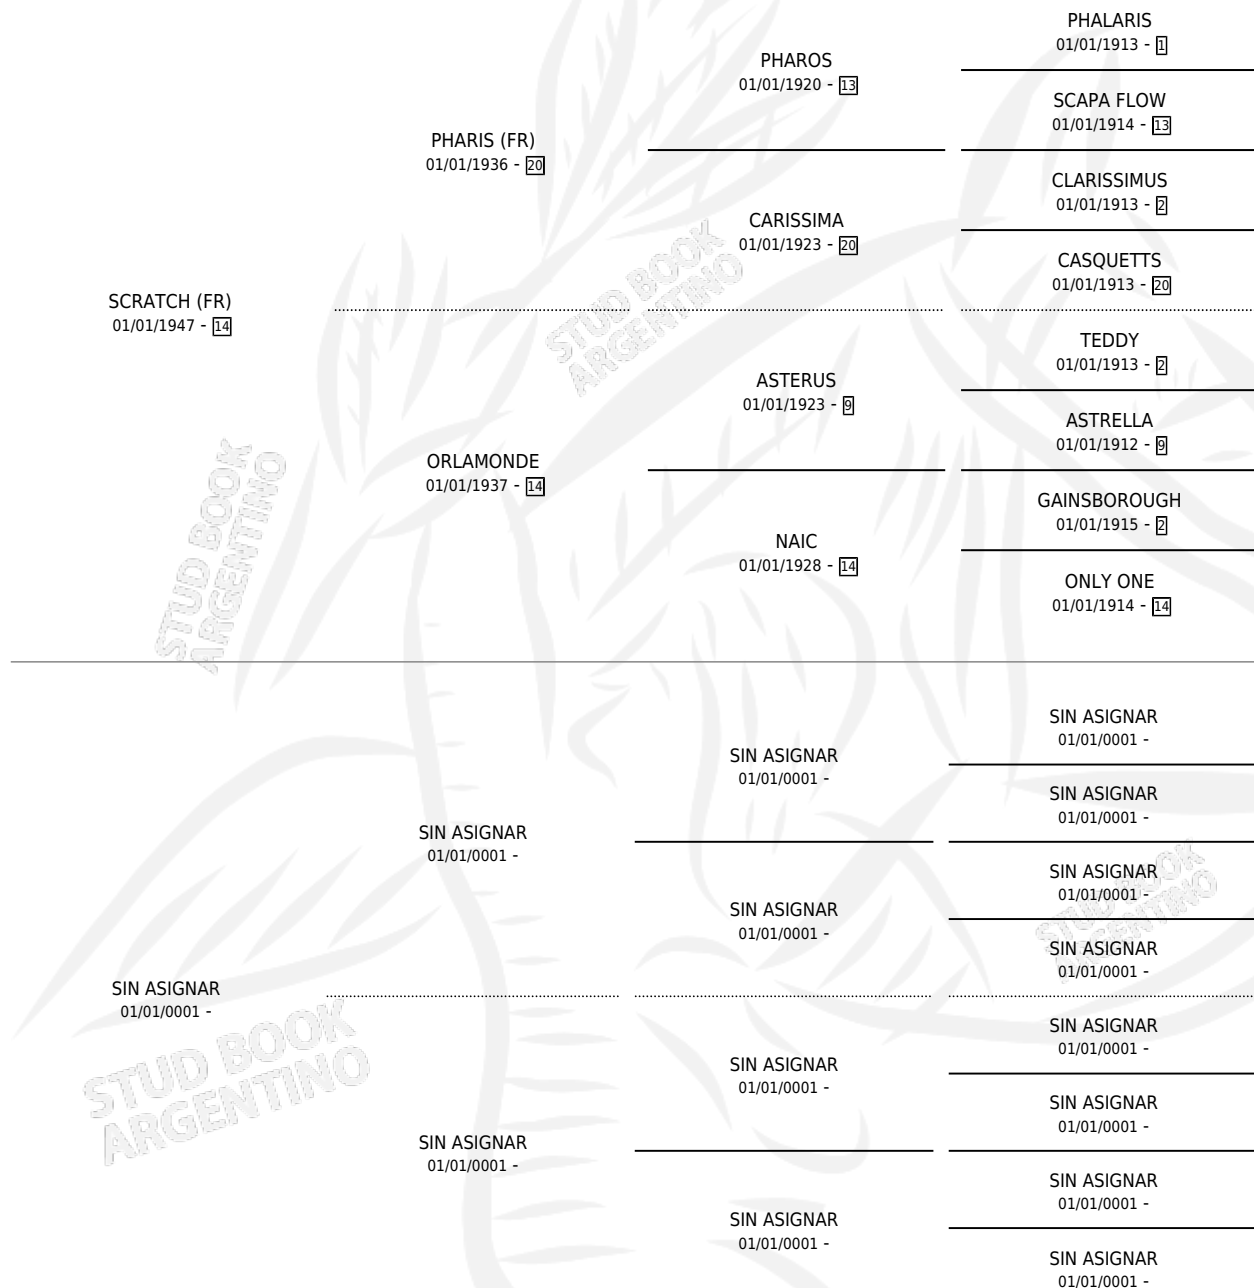 PHALARIS
01/01/1913 - 1
PHAROS
01/01/1920 - 13
SCAPA FLOW
01/01/1914 - 13
PHARIS (FR)
01/01/1936 - 20
CLARISSIMUS
01/01/1913 - 2
CARISSIMA
01/01/1923 - 20
CASQUETTS
01/01/1913 - 20
SCRATCH (FR)
01/01/1947 - 14
STUD BOOK
ARGENTINO
TEDDY
01/01/1913 - 2
ASTERUS
01/01/1923 - 9
ASTRELLA
01/01/1912 - 9
ORLAMONDE
01/01/1937 - 14
GAINSBOROUGH
01/01/1915 - 2
NAIC
01/01/1928 - 14
ONLY ONE
01/01/1914 - 14
STUD BOOK
ARGENTINO
SIN ASIGNAR
01/01/0001 -
SIN ASIGNAR
01/01/0001 -
SIN ASIGNAR
01/01/0001 -
SIN ASIGNAR
01/01/0001 -
SIN ASIGNAR
01/01/0001 -
SIN ASIGNAR
01/01/0001 -
SIN ASIGNAR
01/01/0001 -
STUD BOOK
ARGENTINO
SIN ASIGNAR
01/01/0001 -
SIN ASIGNAR
01/01/0001 -
SIN ASIGNAR
01/01/0001 -
SIN ASIGNAR
01/01/0001 -
SIN ASIGNAR
01/01/0001 -
SIN ASIGNAR
01/01/0001 -
SIN ASIGNAR
01/01/0001 -
SIN ASIGNAR
01/01/0001 -
STUD BOOK
ARGENTINO